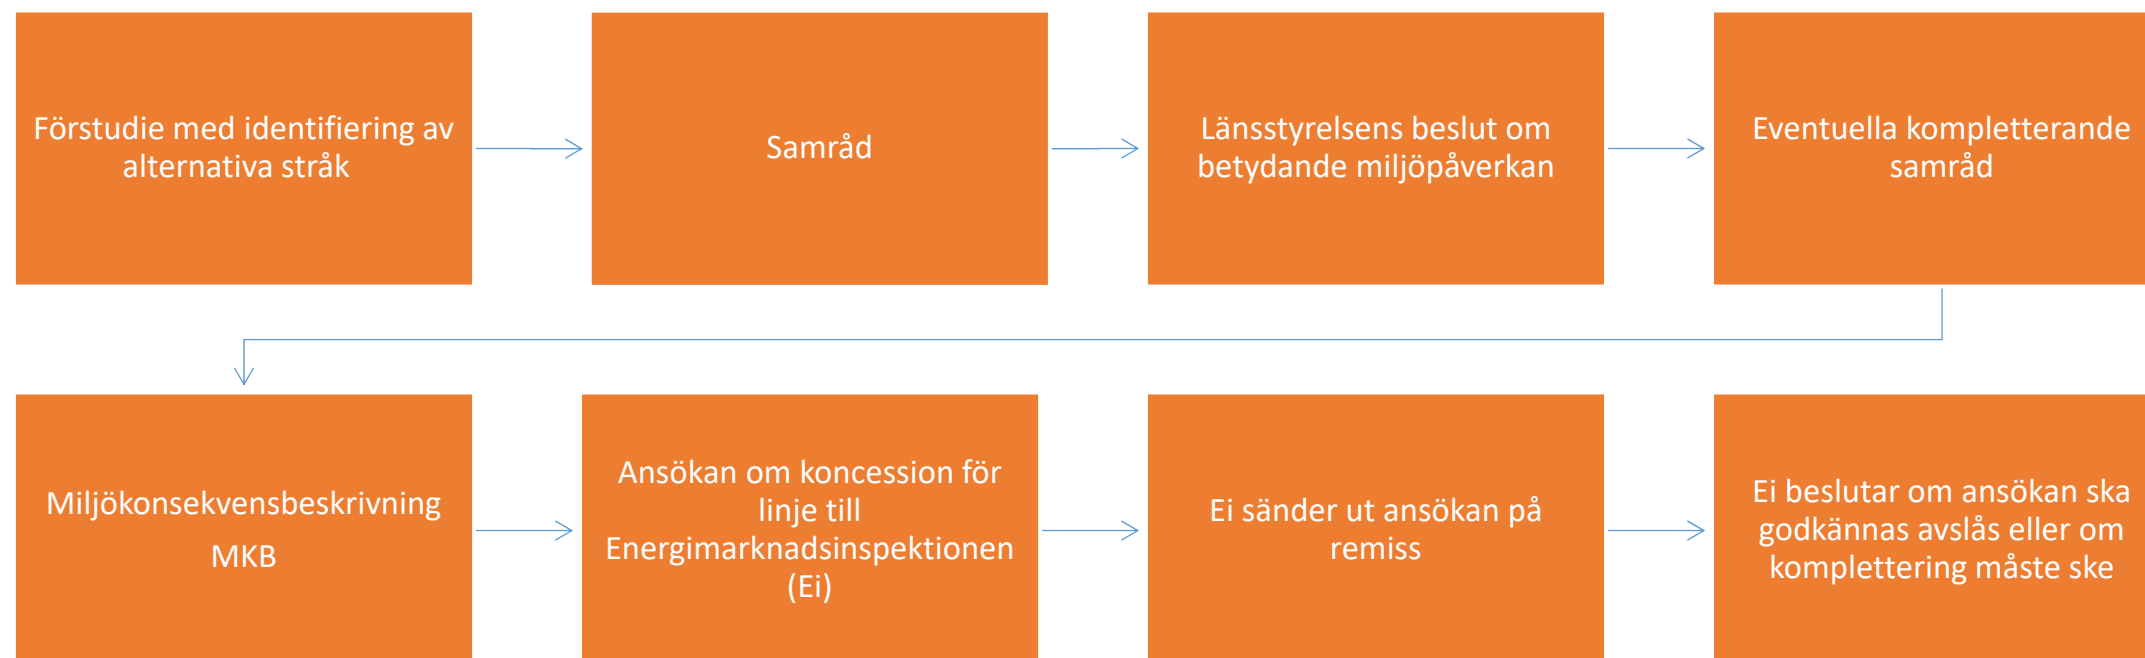 Förstudie med identifiering av
alternativa stråk
Samråd
Länsstyrelsens beslut om
betydande miljöpåverkan
Eventuella kompletterande
samråd
Miljökonsekvensbeskrivning
MKB
Ansökan om koncession för
linje till
Energimarknadsinspektionen
(Ei)
Ei sänder ut ansökan på
remiss
Ei beslutar om ansökan ska
godkännas avslås eller om
komplettering måste ske